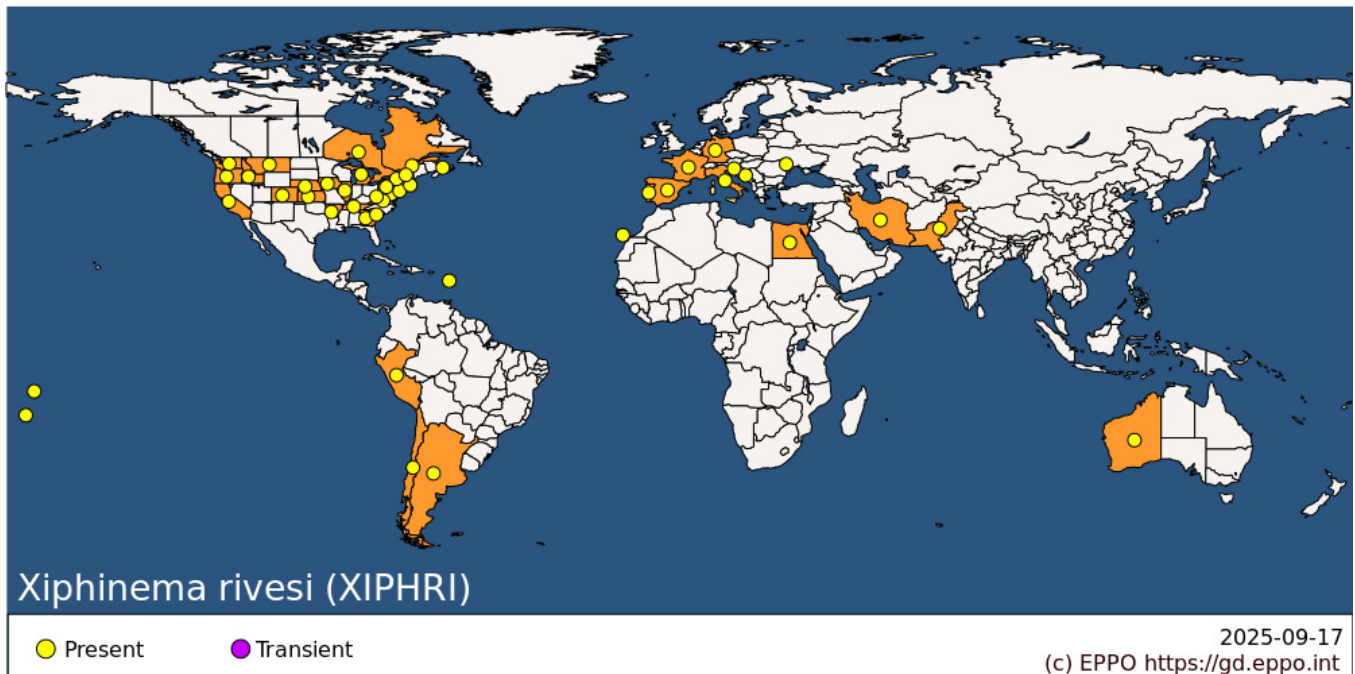 Xiphinema rivesi (XIPHRI)
Present
Transient
2025-09-17
(c) EPPO https://gd.eppo.int